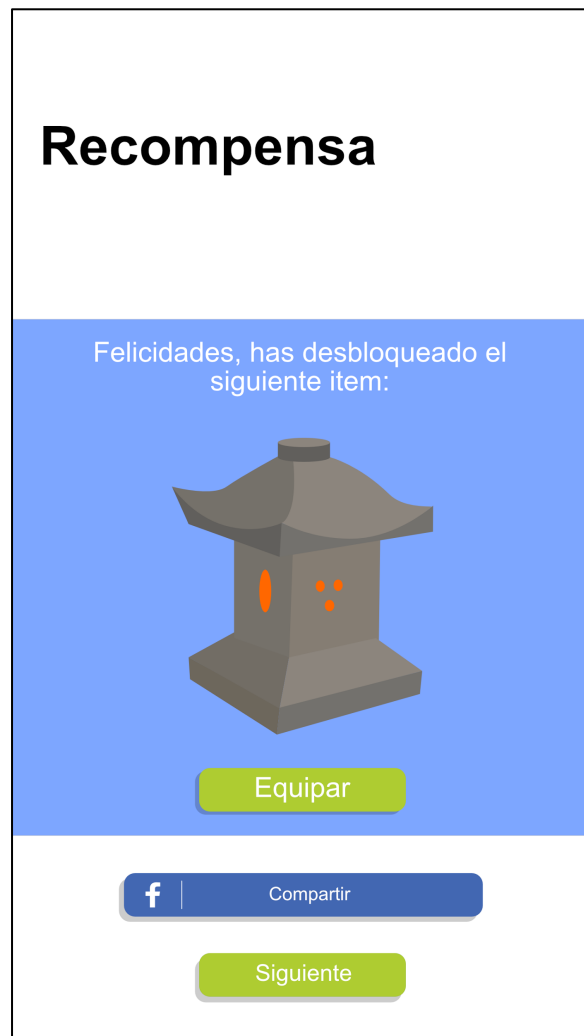 Recompensa
Felicidades, has desbloqueado el
siguiente item:
Equipar
Compartir
Siguiente